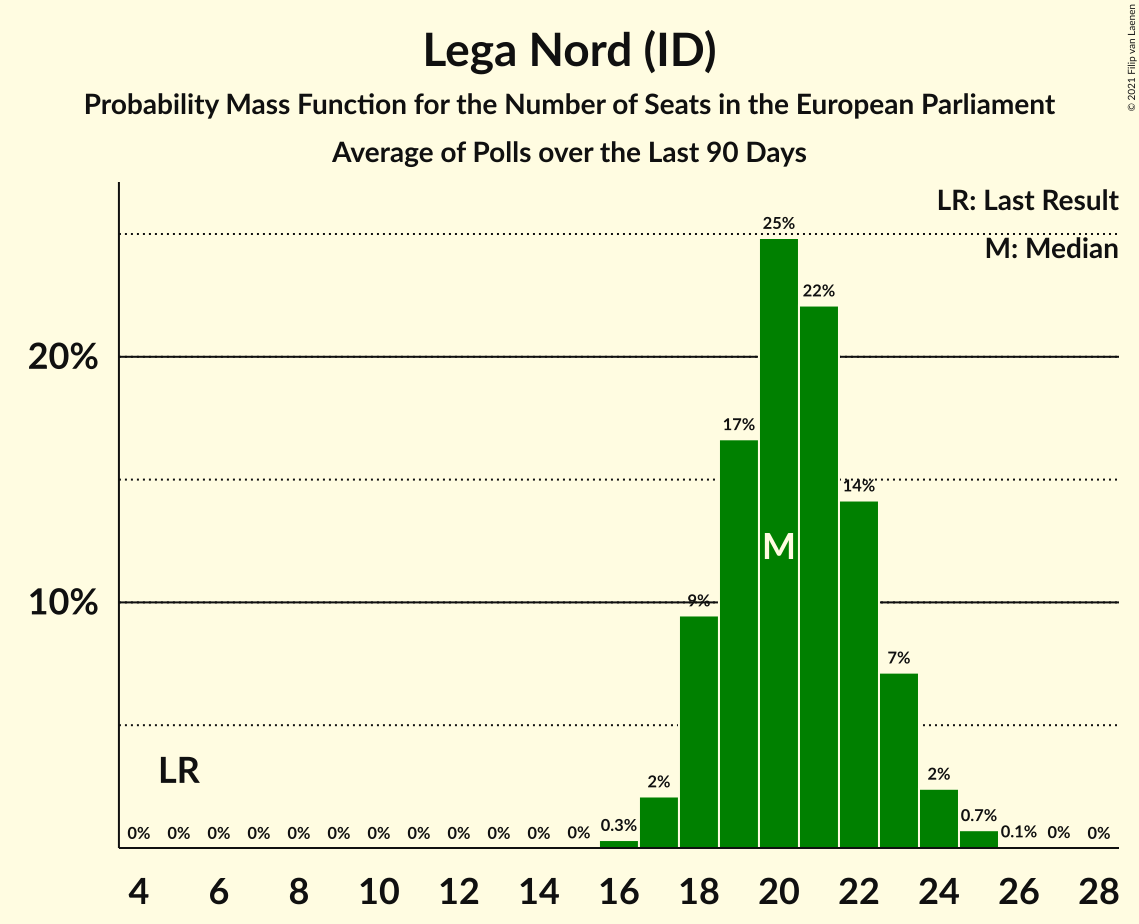 Lega Nord (ID)
Probability Mass Function for the Number of Seats in the European Parliament
Average of Polls over the Last 90 Days
© 2021 Filip van Laenen
LR: Last Result
M: Median
25%
22%
20%
17%
14%
M
10%
9%
7%
LR
2%
2%
0.7%
0.3%
0% 0% 0% 0% 0% 0% 0% 0% 0% 0% 0% 0% 0.1% 0% 0%
4 6 8 10 12 14 16 18 20 22 24 26 28